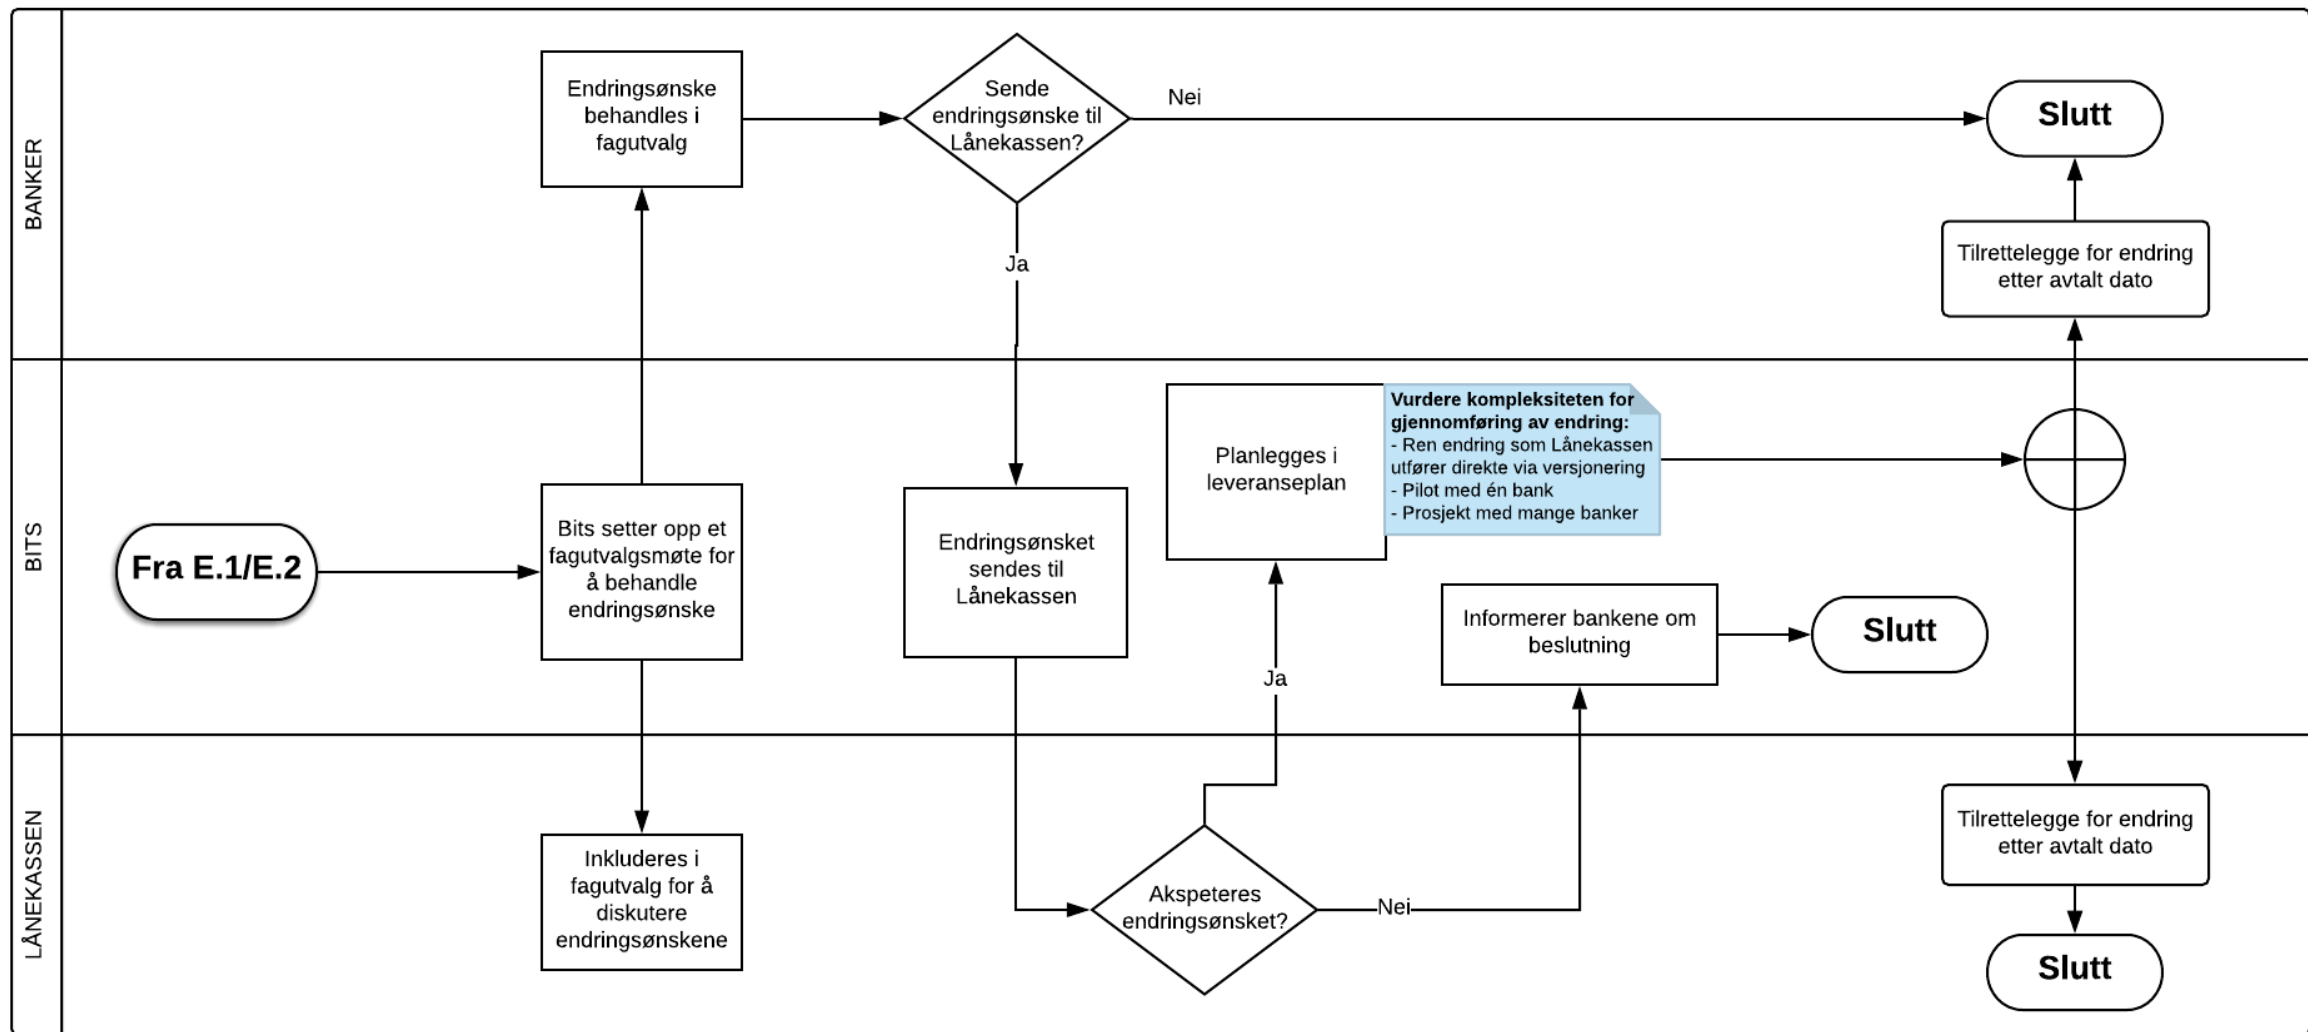 BANKER
Endringsønske
behandles i
fagutvalg
Sende
endringsønske til
Lånekassen?
Nei
Slutt
Ja
Tilrettelegge for endring
etter avtalt dato
BITS
Fra E.1/E.2
Bits setter opp et
fagutvalgsmøte for
å behandle
endringsønske
Endringsønsket
sendes til
Lånekassen
Planlegges i
leveranseplan
Vurdere kompleksiteten for
gjennomføring av endring:
- Ren endring som Lånekassen
utfører direkte via versjonering
- Pilot med én bank
- Prosjekt med mange banker
Informerer bankene om
beslutning
Slutt
Ja
LÅNEKASSEN
Inkluderes i
fagutvalg for å
diskutere
endringsønskene
Akspeteres
endringsønsket?
Nei
Tilrettelegge for endring
etter avtalt dato
Slutt